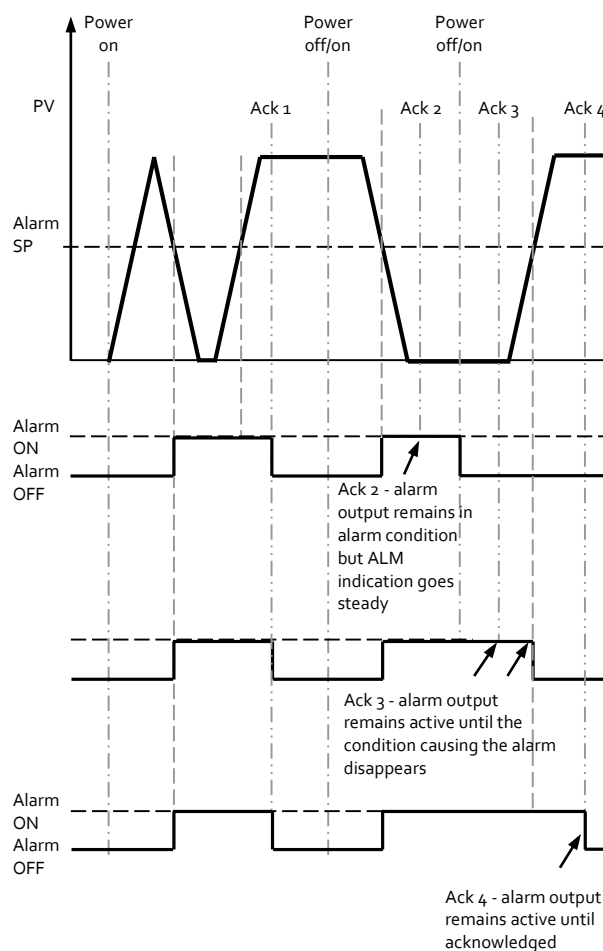 Power
on
Power
off/on
Power
off/on
PV
Ack 1
Ack 2
Ack 3
Ack 4
Alarm
SP
Alarm
ON
Alarm
OFF
Ack 2 - alarm
output remains in
alarm condition
but ALM
indication goes
steady
Ack 3 - alarm output
remains active until the
condition causing the alarm
disappears
Alarm
ON
Alarm
OFF
Ack 4 - alarm output
remains active until
acknowledged